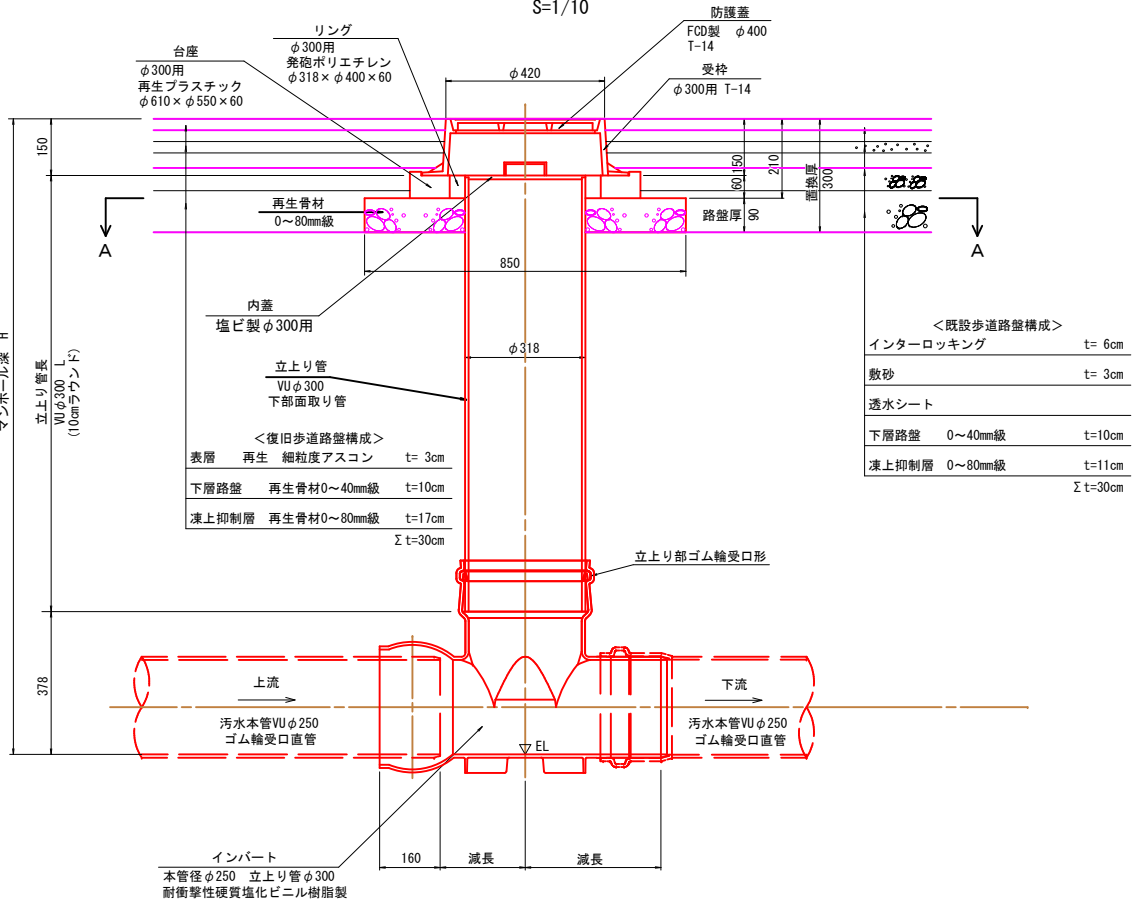 S=1/10
防護蓋
FCD製 φ400
T-14
リング
φ300用
発砲ポリエチレン
φ318×φ400×60
台座
φ300用
再生プラスチック
φ610×φ550×60
受枠
φ300用 T-14
φ420
150
150
60
210
置換厚
300
路盤厚 90
再生骨材
0～80mm級
A
A
850
内蓋
塩ビ製φ300用
φ318
立上り管
VUφ300
下部面取り管
マンホール深 H
立上り管長
VUφ300 L
(10cmラウンド)
＜復旧歩道路盤構成＞
表層 再生 細粒度アスコン t= 3cm
下層路盤 再生骨材0～40mm級 t=10cm
凍上抑制層 再生骨材0～80mm級 t=17cm
Σt=30cm
＜既設歩道路盤構成＞
インターロッキング t= 6cm
敷砂 t= 3cm
透水シート
下層路盤 0～40mm級 t=10cm
凍上抑制層 0～80mm級 t=11cm
Σt=30cm
立上り部ゴム輪受口形
378
上流
汚水本管VUφ250
ゴム輪受口直管
下流
汚水本管VUφ250
ゴム輪受口直管
EL
160
減長
減長
インバート
本管径φ250 立上り管φ300
耐衝撃性硬質塩化ビニル樹脂製